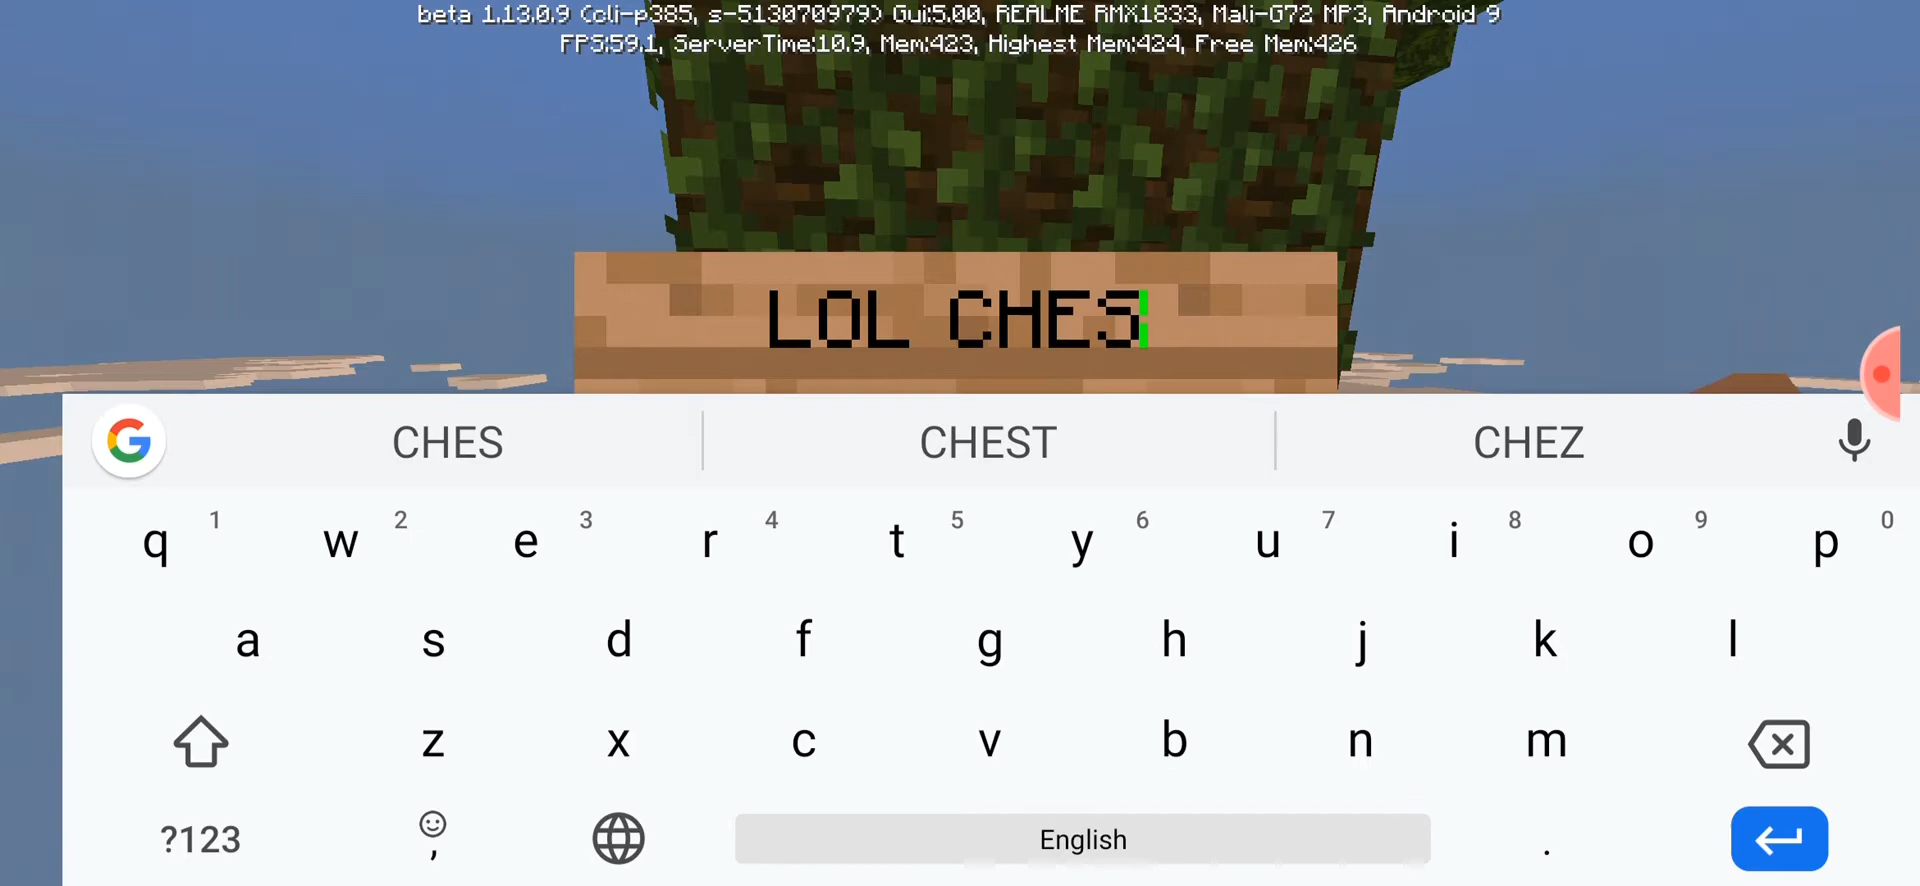 beta 1.13.0.9 (cli-p385, s-513070979) Gui:5.00, REALME RMX1833, Mali-G72 MP3, Android 9
FPS:59.1, ServerTime:10.9, Mem:423, Highest Mem:424, Free Mem:426
LOL CHES
G CHES CHEST CHEZ
q 1 w 2 e 3 r 4 t 5 y 6 u 7 i 8 o 9 p 0
a s d f g h j k l
z x c v b n m
?123 , English .